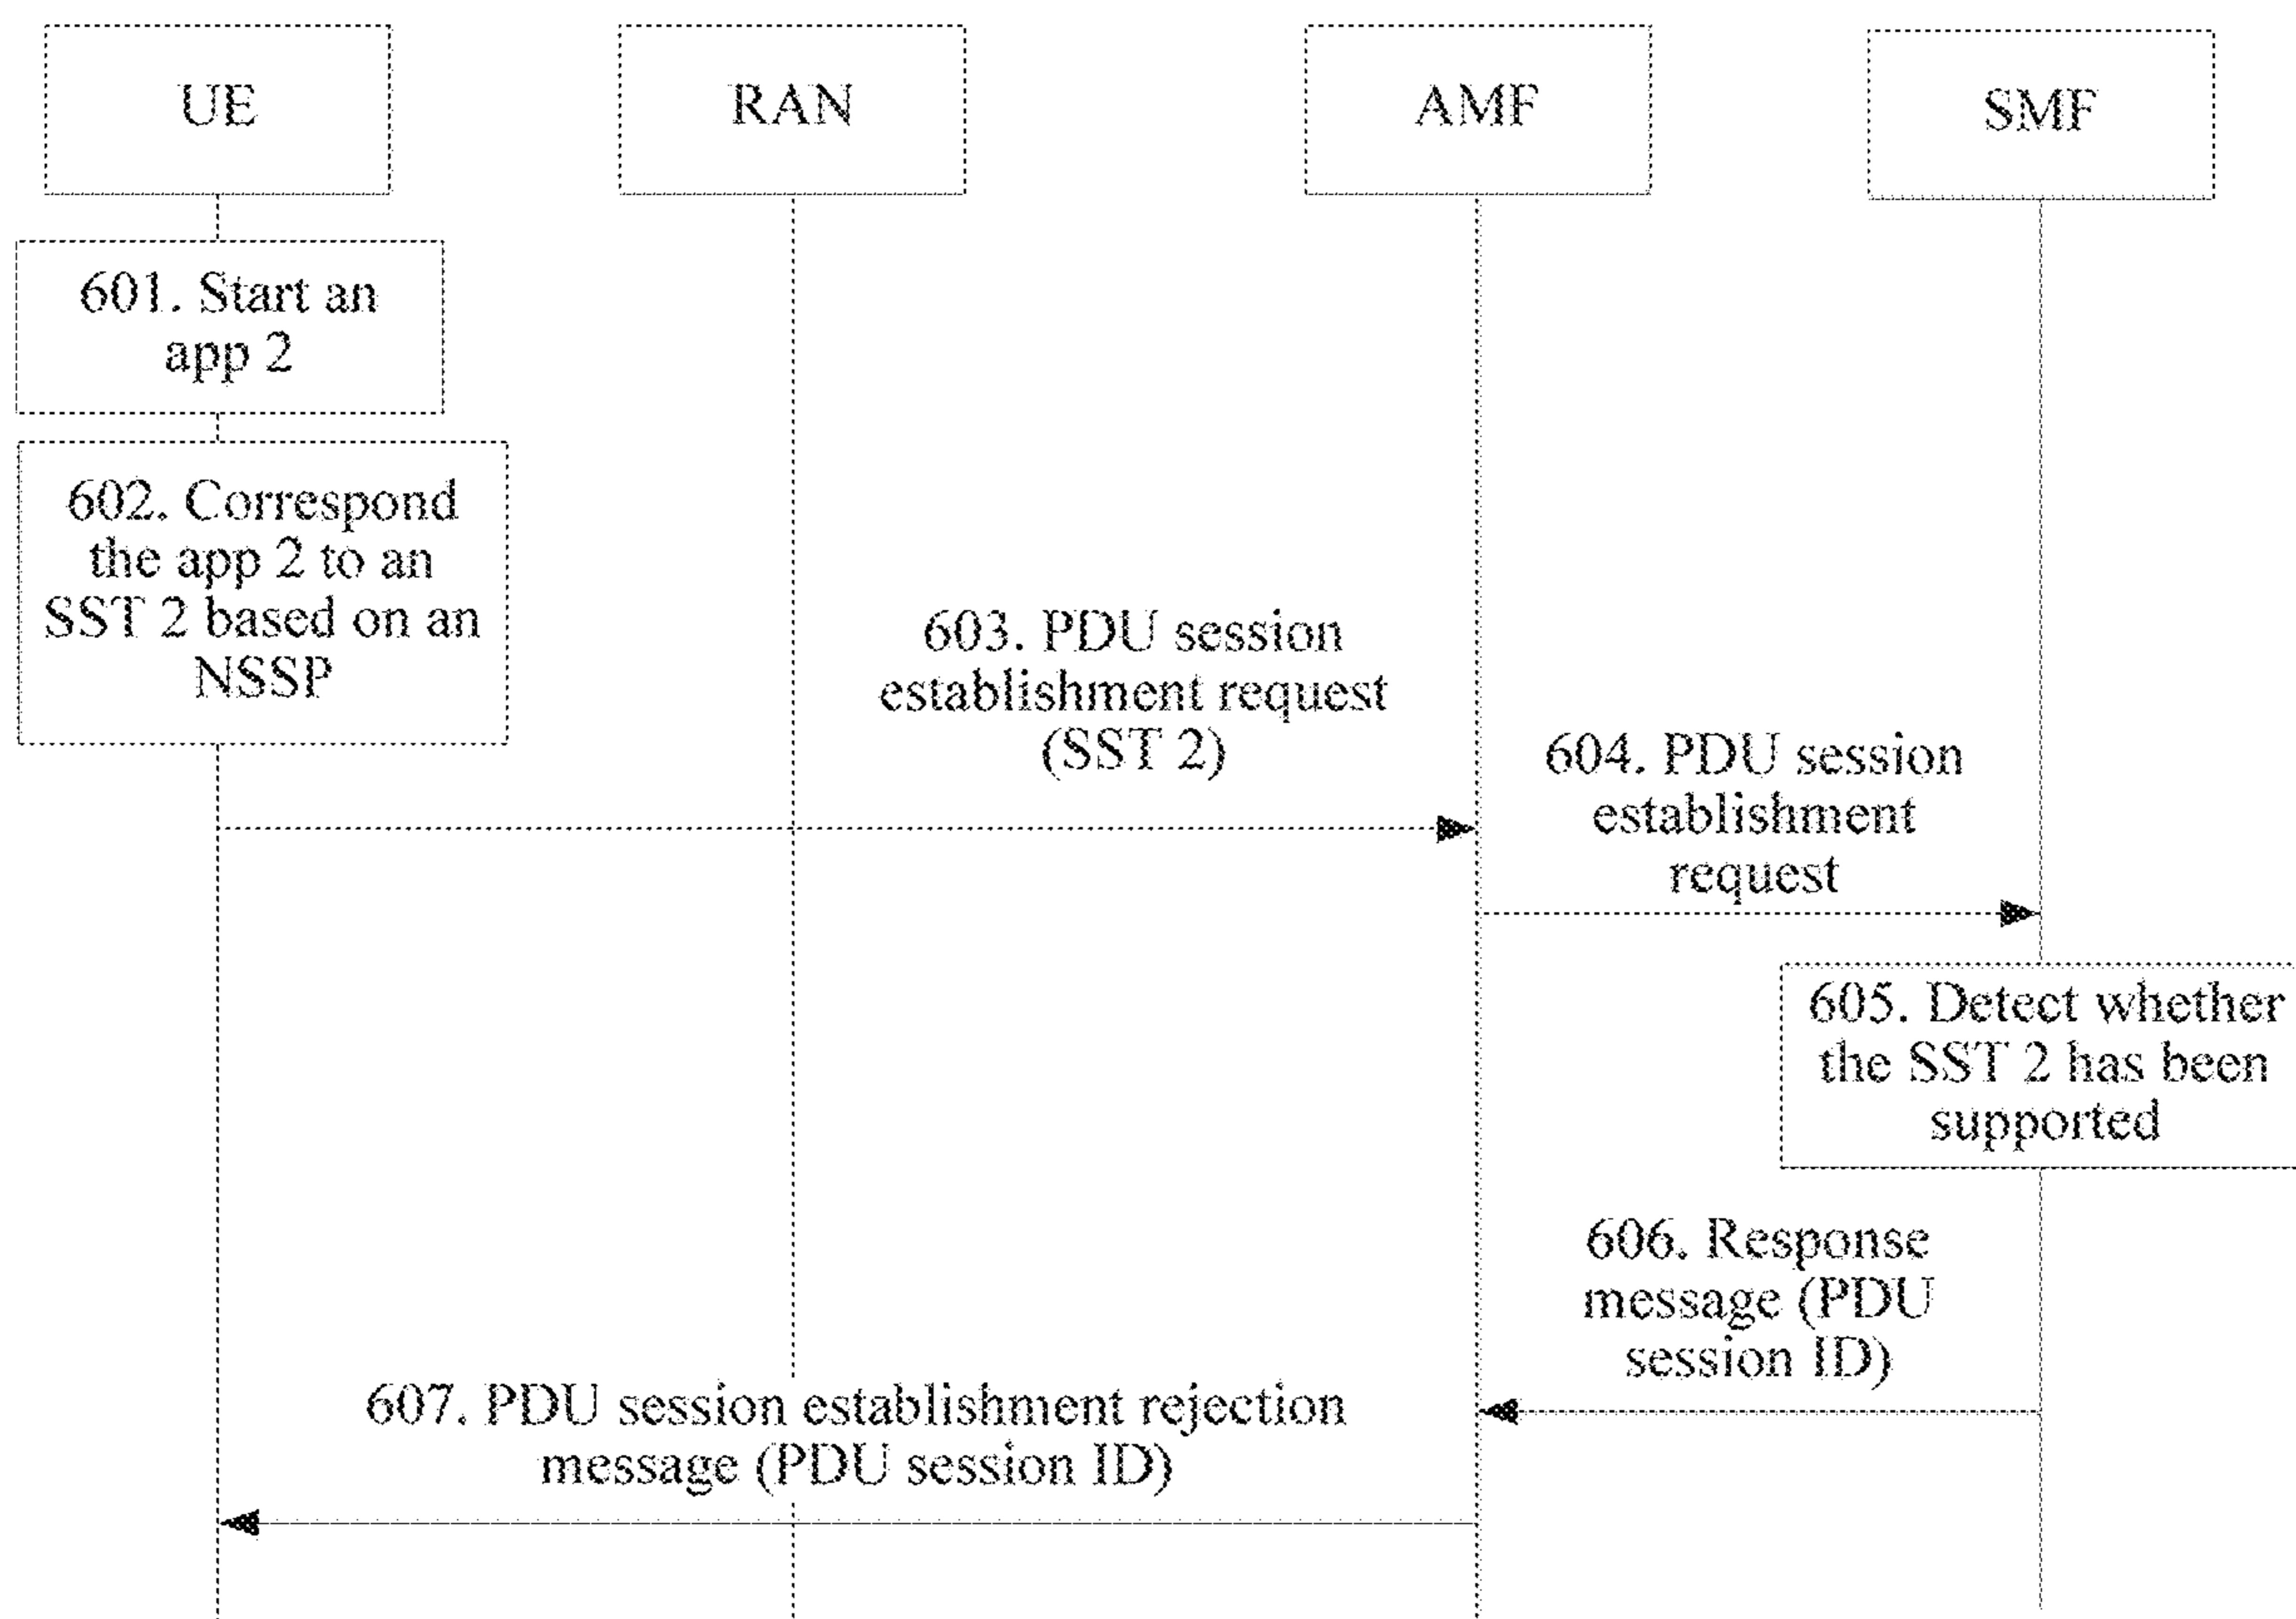 UE
RAN
AMF
SMF
601. Start an
app 2
602. Correspond
the app 2 to an
SST 2 based on an
NSSP
603. PDU session
establishment request
(SST 2)
604. PDU session
establishment
request
605. Detect whether
the SST 2 has been
supported
606. Response
message (PDU
session ID)
607. PDU session establishment rejection
message (PDU session ID)